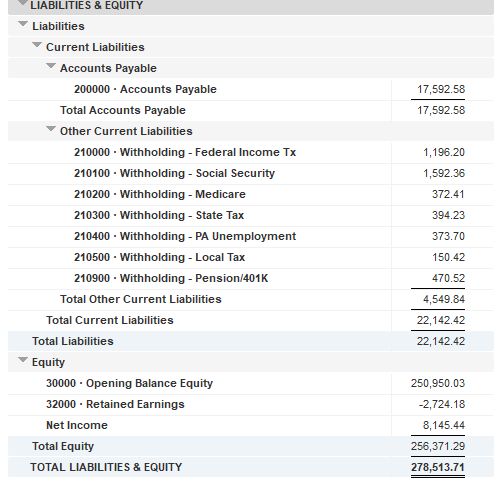 LIABILITIES & EQUITY
Liabilities
Current Liabilities
Accounts Payable
200000 · Accounts Payable 17,592.58
Total Accounts Payable 17,592.58
Other Current Liabilities
210000 · Withholding - Federal Income Tx 1,196.20
210100 · Withholding - Social Security 1,592.36
210200 · Withholding - Medicare 372.41
210300 · Withholding - State Tax 394.23
210400 · Withholding - PA Unemployment 373.70
210500 · Withholding - Local Tax 150.42
210900 · Withholding - Pension/401K 470.52
Total Other Current Liabilities 4,549.84
Total Current Liabilities 22,142.42
Total Liabilities 22,142.42
Equity
30000 · Opening Balance Equity 250,950.03
32000 · Retained Earnings -2,724.18
Net Income 8,145.44
Total Equity 256,371.29
TOTAL LIABILITIES & EQUITY 278,513.71